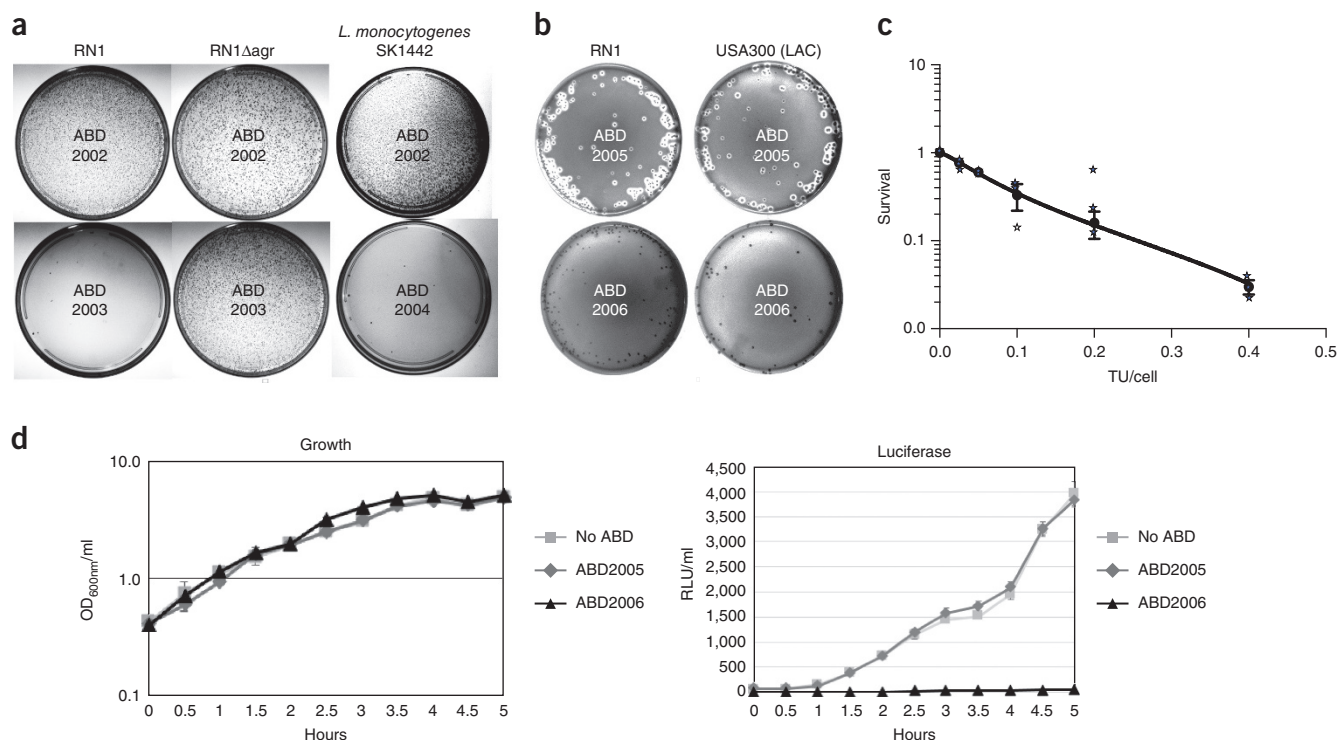 a
RN1
RN1Δagr
L. monocytogenes
SK1442
ABD
2002
ABD
2002
ABD
2002
ABD
2003
ABD
2003
ABD
2004
b
RN1
USA300 (LAC)
ABD
2005
ABD
2005
ABD
2006
ABD
2006
c
10
1
0.1
0.0
Survival
0.0 0.1 0.2 0.3 0.4 0.5
TU/cell
d
Growth
10.0
1.0
0.1
OD600nm/ml
0 0.5 1 1.5 2 2.5 3 3.5 4 4.5 5
Hours
No ABD
ABD2005
ABD2006
Luciferase
4,500
4,000
3,500
3,000
2,500
2,000
1,500
1,000
500
0
RLU/ml
0 0.5 1 1.5 2 2.5 3 3.5 4 4.5 5
Hours
No ABD
ABD2005
ABD2006